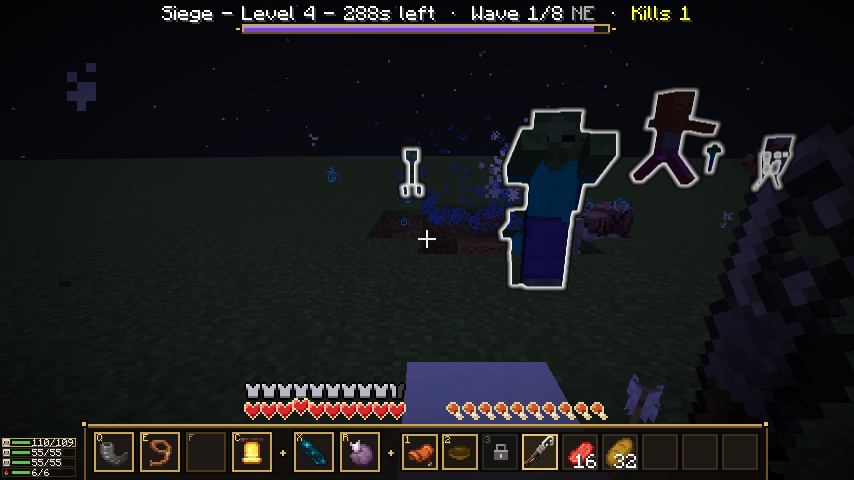 Siege - Level 4 - 288s left · Wave 1/8 NE · Kills 1
110/109
55/55
55/55
6/6
Q E F C + X R + 1 2 3
16 32